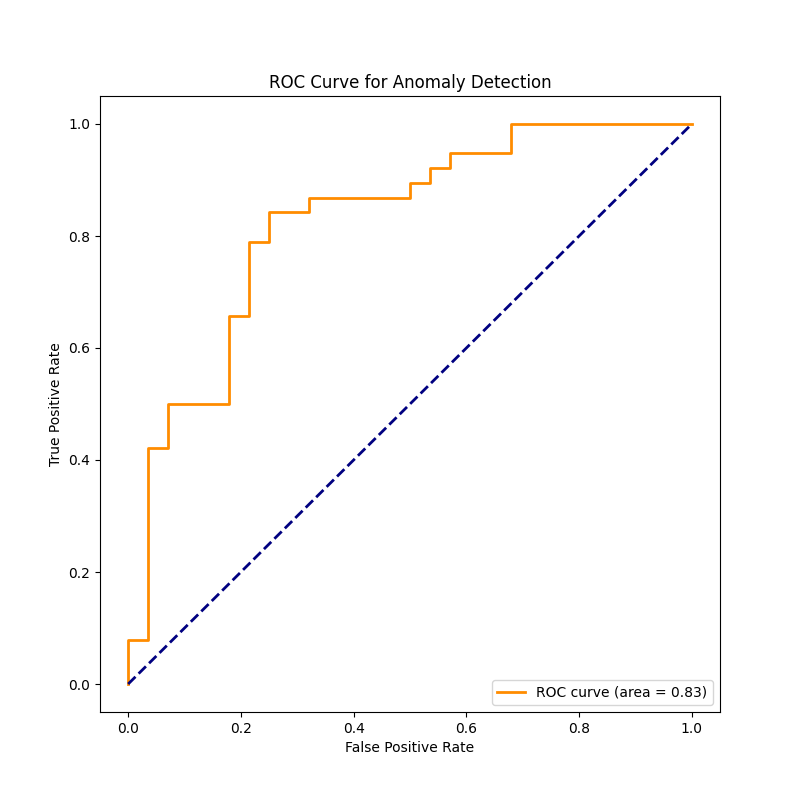 ROC Curve for Anomaly Detection
1.0
0.8
0.6
0.4
0.2
0.0
True Positive Rate
ROC curve (area = 0.83)
0.0 0.2 0.4 0.6 0.8 1.0
False Positive Rate